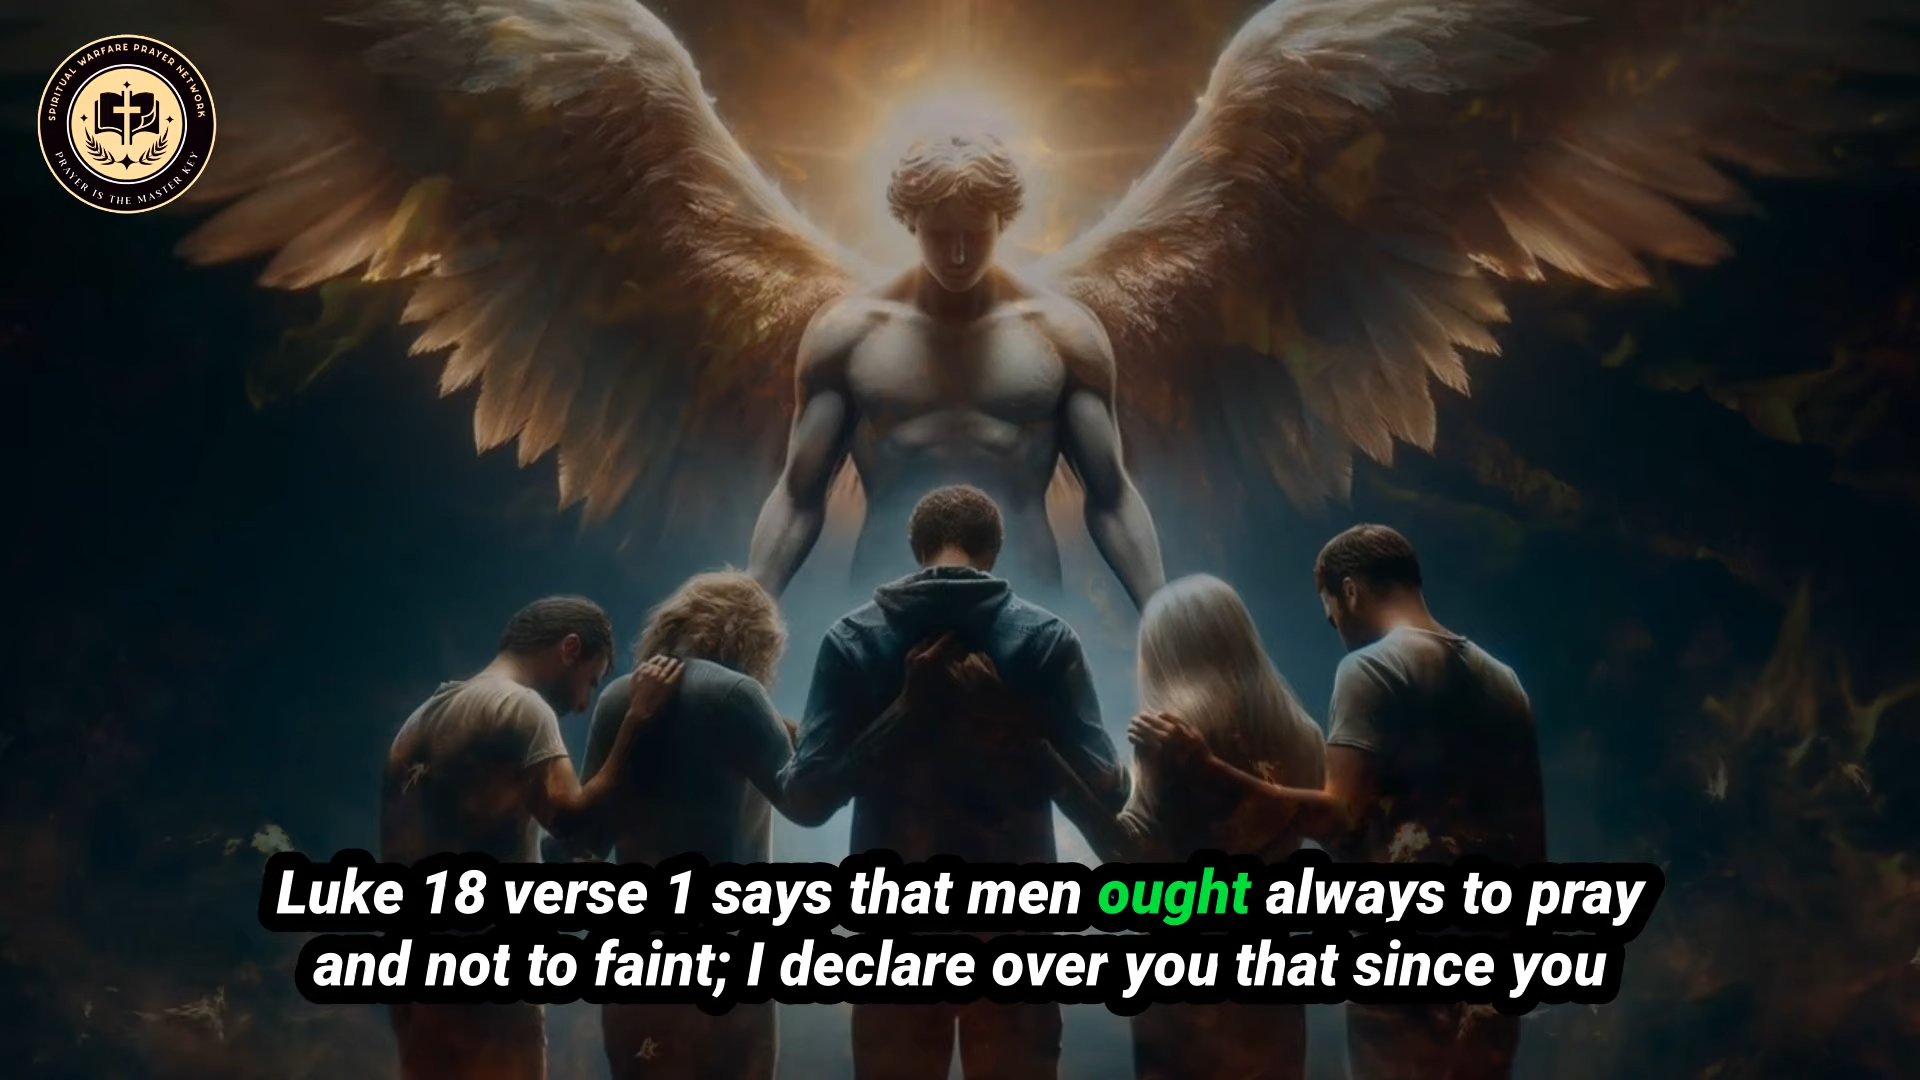 SPIRITUAL WARFARE PRAYER NETWORK
PRAYER IS THE MASTER KEY
Luke 18 verse 1 says that men ought always to pray
and not to faint; I declare over you that since you